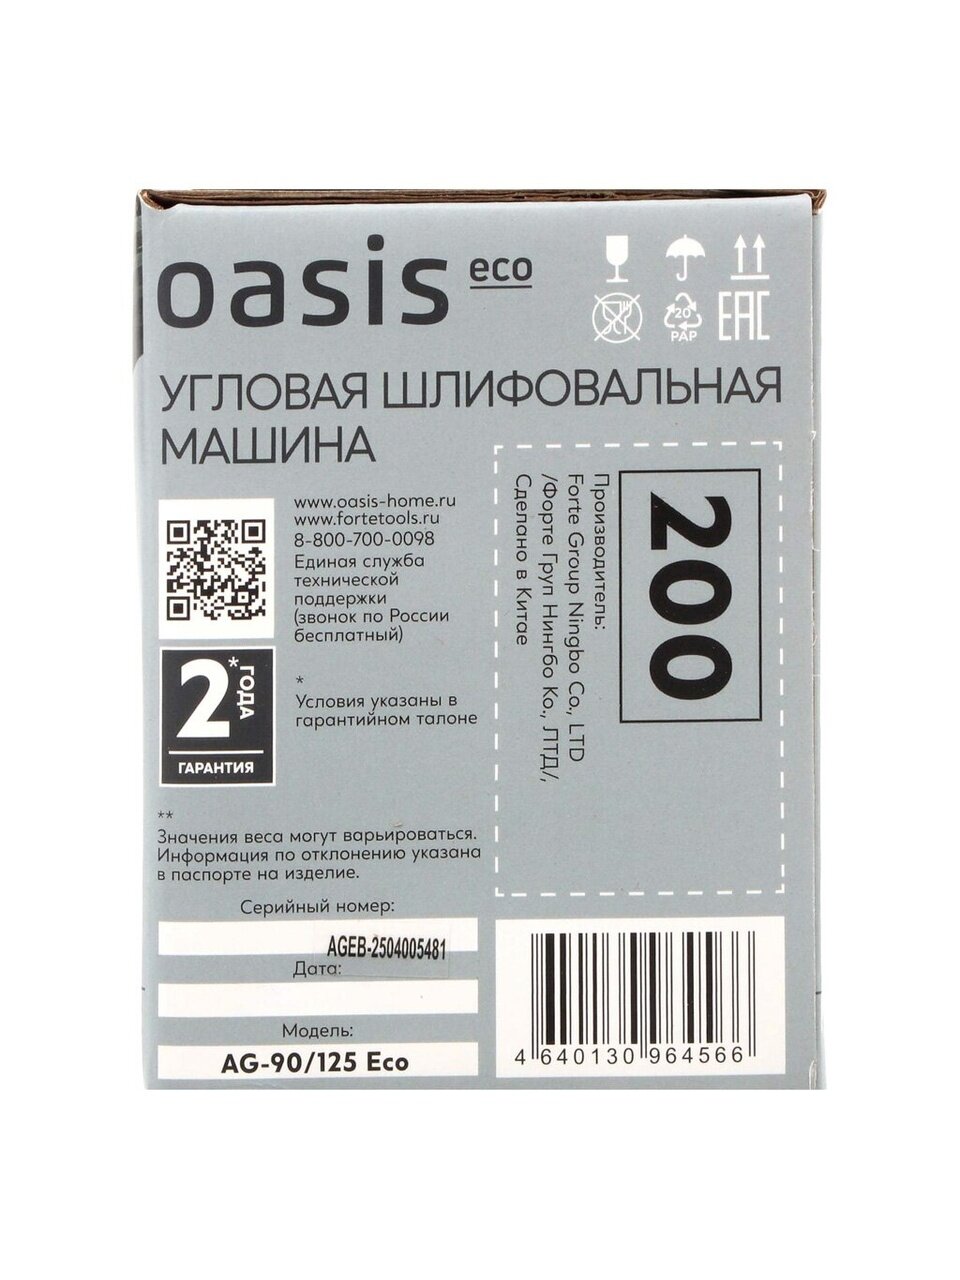 oasis eco
20
PAP
EAC
УГЛОВАЯ ШЛИФОВАЛЬНАЯ
МАШИНА
www.oasis-home.ru
www.fortetools.ru
8-800-700-0098
Единая служба
технической
поддержки
(звонок по России
бесплатный)
2*
ГОДА
ГАРАНТИЯ
*
Условия указаны в
гарантийном талоне
200
Производитель:
Forte Group Ningbo Co., LTD
/Форте Груп Нингбо Ко., ЛТД/,
Сделано в Китае
**
Значения веса могут варьироваться.
Информация по отклонению указана
в паспорте на изделие.
Серийный номер:
AGEB-2504005481
Дата:
Модель:
AG-90/125 Eco
4 640130 964566